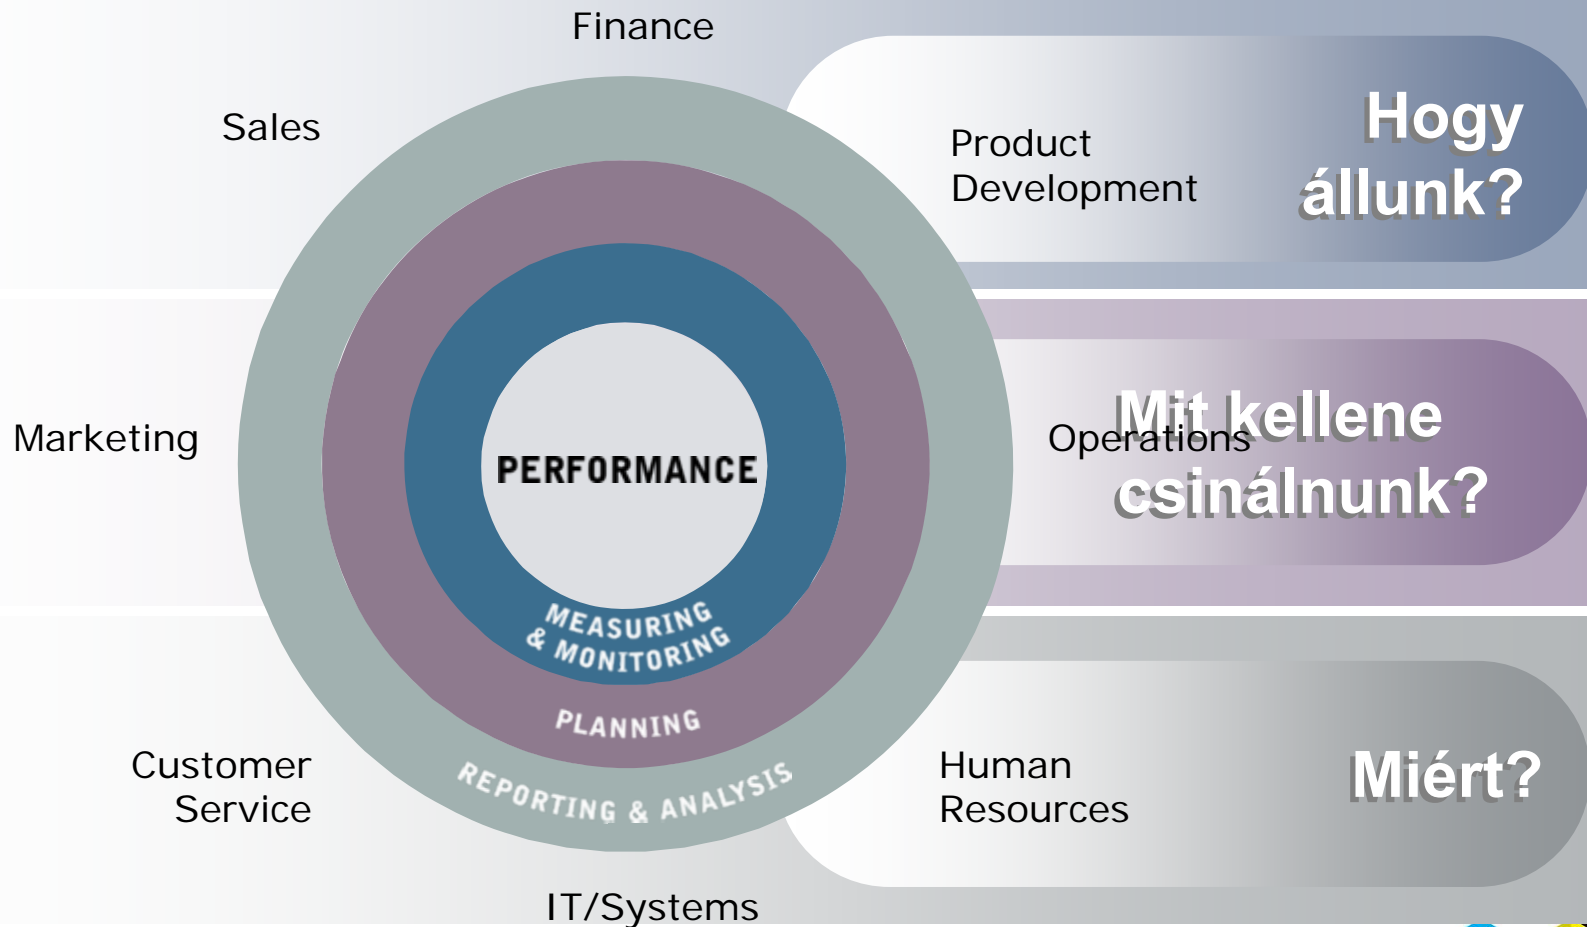 Finance
Sales
Product
Development
Hogy
állunk?
Marketing
PERFORMANCE
Operations
Mit kellene
csinálnunk?
MEASURING
& MONITORING
PLANNING
REPORTING & ANALYSIS
Customer
Service
Human
Resources
Miért?
IT/Systems